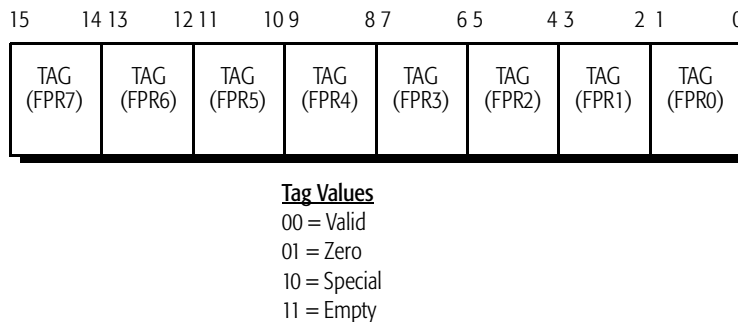 15 14 13 12 11 10 9 8 7 6 5 4 3 2 1 0
TAG TAG TAG TAG TAG TAG TAG TAG
(FPR7) (FPR6) (FPR5) (FPR4) (FPR3) (FPR2) (FPR1) (FPR0)
Tag Values
00 = Valid
01 = Zero
10 = Special
11 = Empty